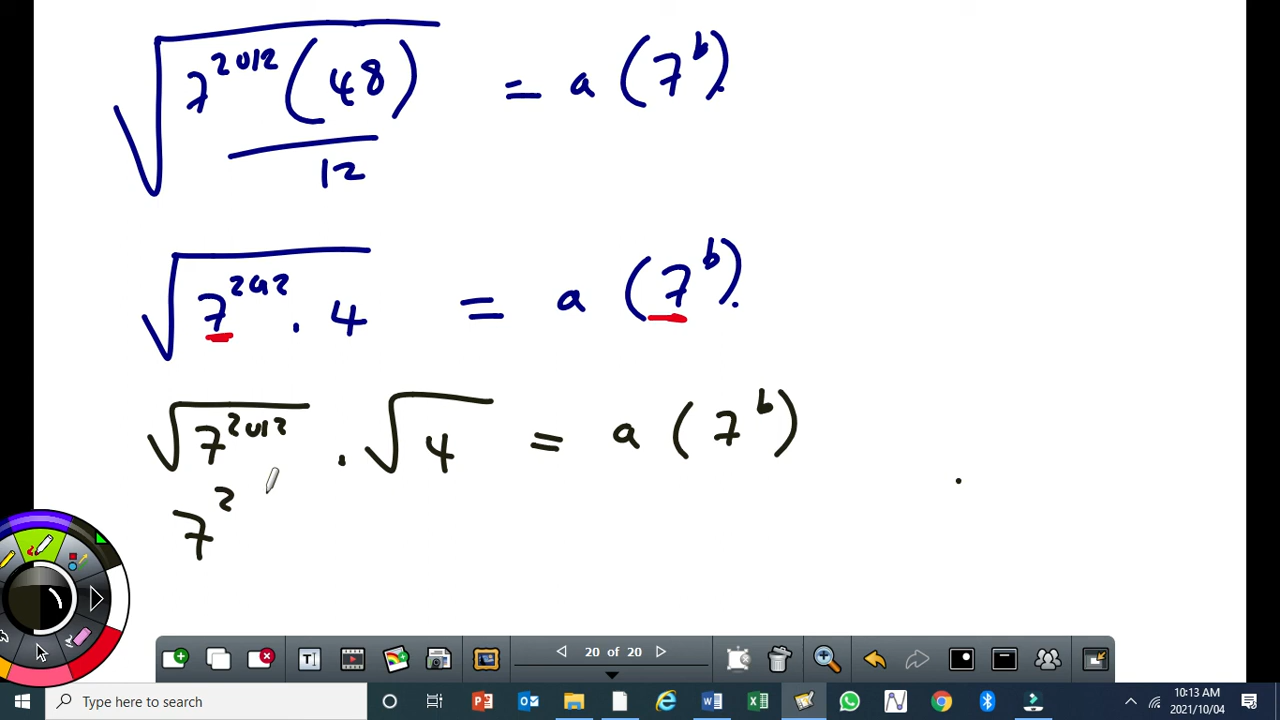 √(7^2012 (48) / 12) = a (7^b).
√(7^2012 . 4) = a (7^b).
√(7^2012) . √4 = a (7^b)
7^2
20 of 20
Type here to search
10:13 AM
2021/10/04